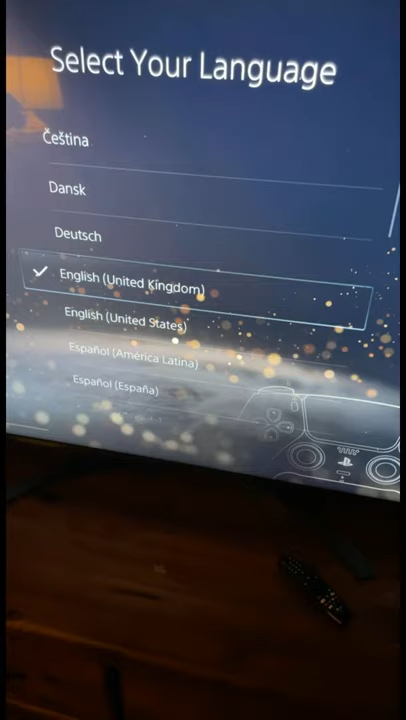 Select Your Language
Čeština
Dansk
Deutsch
English (United Kingdom)
English (United States)
Español (América Latina)
Español (España)